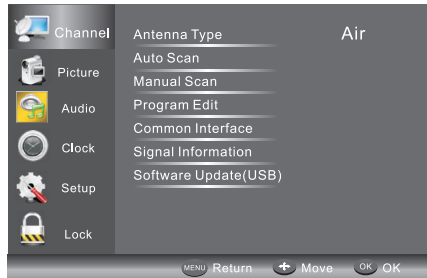 Channel
Picture
Audio
Clock
Setup
Lock
Antenna Type Air
Auto Scan
Manual Scan
Program Edit
Common Interface
Signal Information
Software Update(USB)
MENU Return Move OK OK